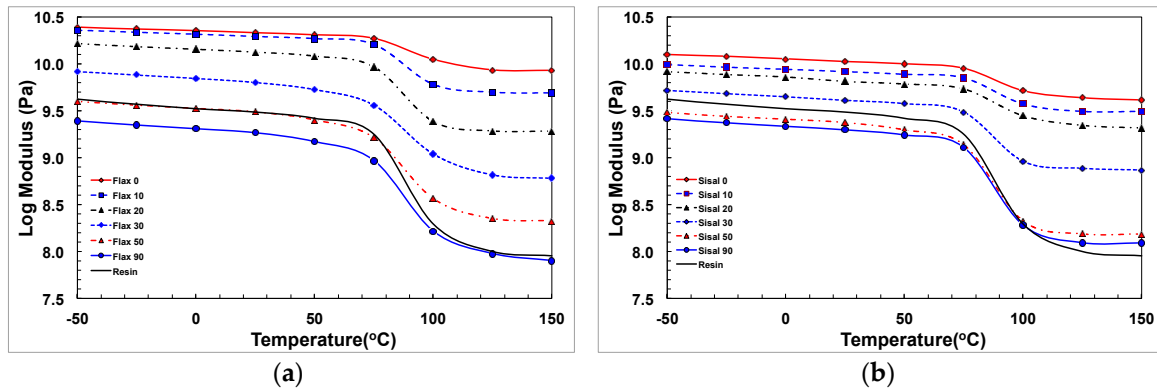 10.5
10.0
9.5
9.0
8.5
8.0
7.5
Log Modulus (Pa)
Flax 0
Flax 10
Flax 20
Flax 30
Flax 50
Flax 90
Resin
-50 0 50 100 150
Temperature(°C)
(a)
10.5
10.0
9.5
9.0
8.5
8.0
7.5
Log Modulus (Pa)
Sisal 0
Sisal 10
Sisal 20
Sisal 30
Sisal 50
Sisal 90
Resin
-50 0 50 100 150
Temperature(°C)
(b)